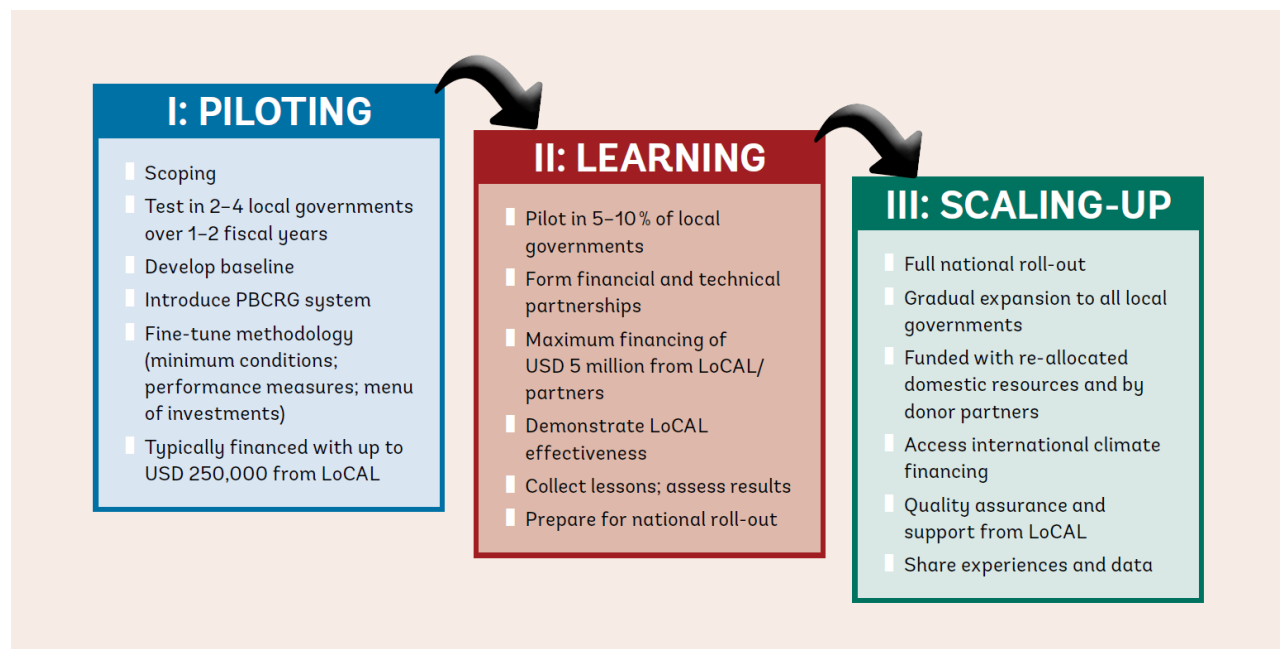 I: PILOTING
Scoping
Test in 2–4 local governments
over 1–2 fiscal years
Develop baseline
Introduce PBCRG system
Fine-tune methodology
(minimum conditions;
performance measures; menu
of investments)
Typically financed with up to
USD 250,000 from LoCAL
II: LEARNING
Pilot in 5–10 % of local
governments
Form financial and technical
partnerships
Maximum financing of
USD 5 million from LoCAL/
partners
Demonstrate LoCAL
effectiveness
Collect lessons; assess results
Prepare for national roll-out
III: SCALING-UP
Full national roll-out
Gradual expansion to all local
governments
Funded with re-allocated
domestic resources and by
donor partners
Access international climate
financing
Quality assurance and
support from LoCAL
Share experiences and data